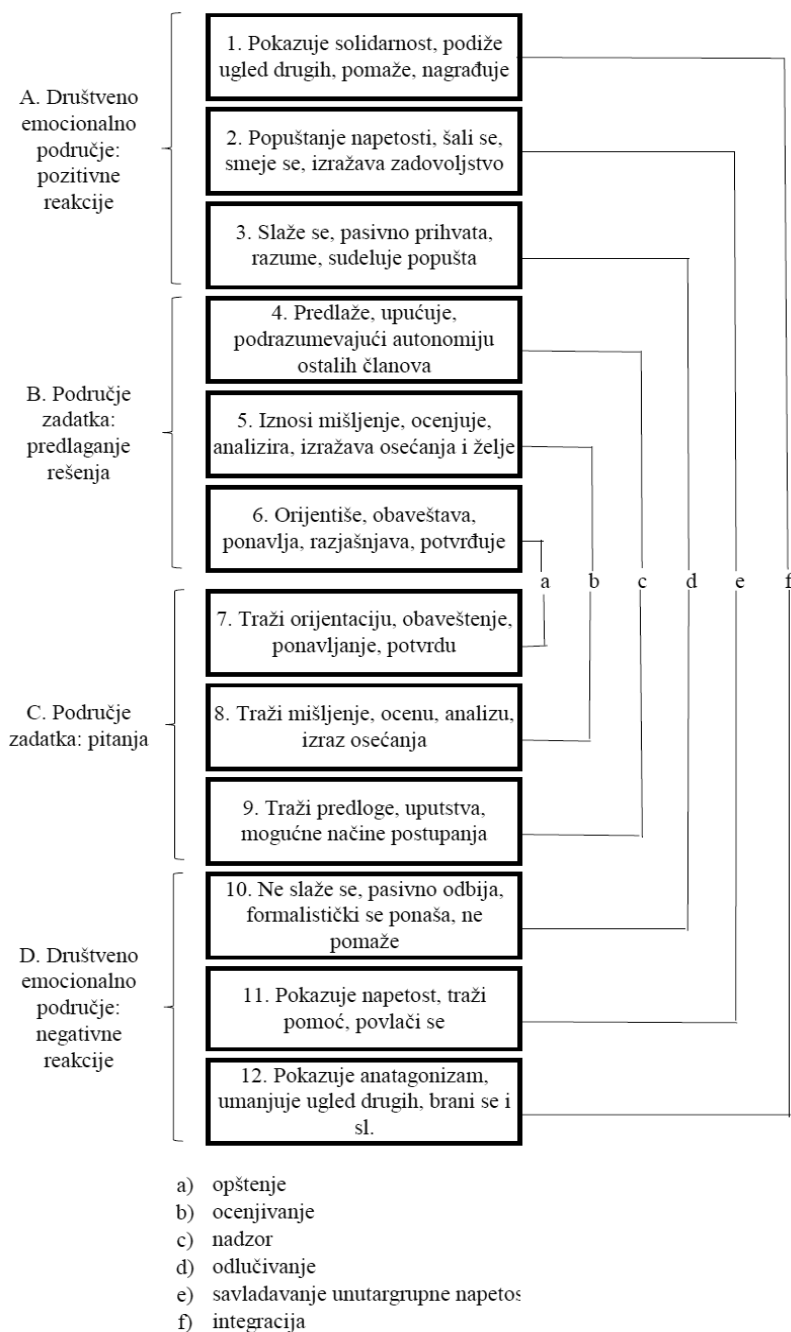 A. Društveno
emocionalno
područje:
pozitivne
reakcije
1. Pokazuje solidarnost, podiže
ugled drugih, pomaže, nagrađuje
2. Popuštanje napetosti, šali se,
smeje se, izražava zadovoljstvo
3. Slaže se, pasivno prihvata,
razume, sudeluje popušta
B. Područje
zadatka:
predlaganje
rešenja
4. Predlaže, upućuje,
podrazumevajući autonomiju
ostalih članova
5. Iznosi mišljenje, ocenjuje,
analizira, izražava osećanja i želje
6. Orijentiše, obaveštava,
ponavlja, razjašnjava, potvrđuje
a b c d e f
C. Područje
zadatka: pitanja
7. Traži orijentaciju, obaveštenje,
ponavljanje, potvrdu
8. Traži mišljenje, ocenu, analizu,
izraz osećanja
9. Traži predloge, uputstva,
mogućne načine postupanja
D. Društveno
emocionalno
područje:
negativne
reakcije
10. Ne slaže se, pasivno odbija,
formalistički se ponaša, ne
pomaže
11. Pokazuje napetost, traži
pomoć, povlači se
12. Pokazuje anatagonizam,
umanjuje ugled drugih, brani se i
sl.
a) opštenje
b) ocenjivanje
c) nadzor
d) odlučivanje
e) savladavanje unutargrupne napetos
f) integracija